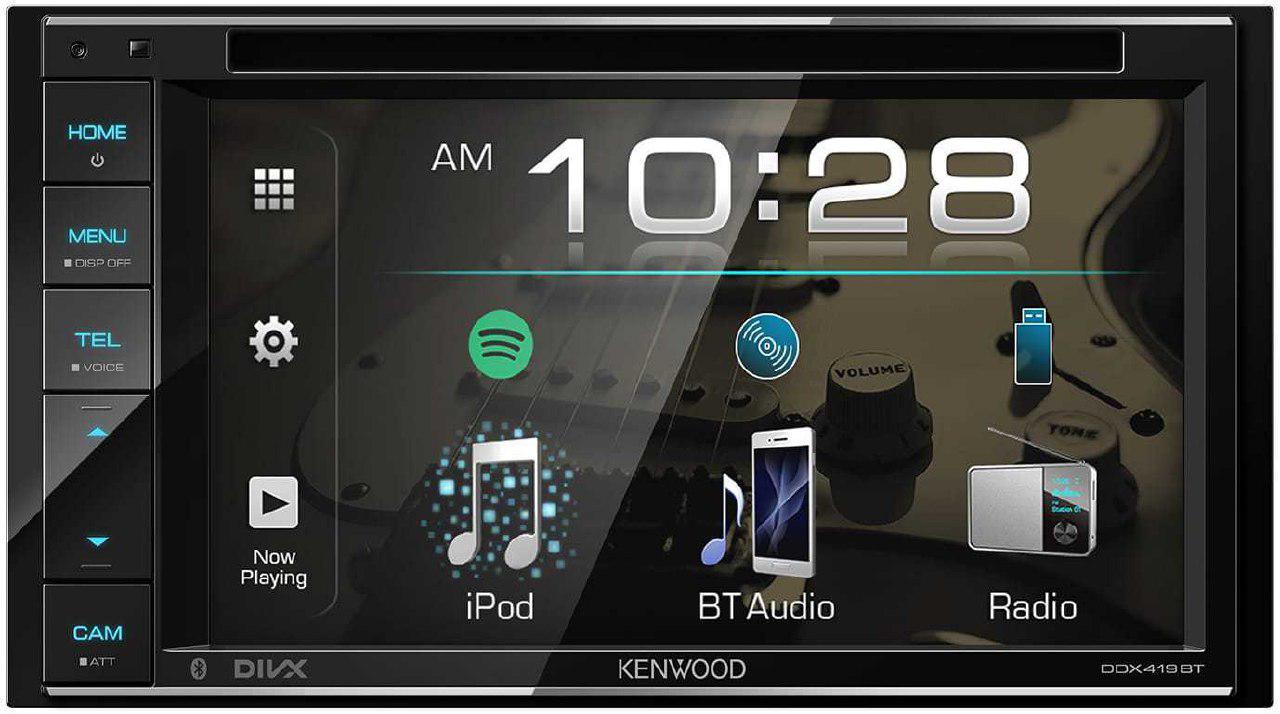 HOME
MENU
DISP OFF
TEL
VOICE
CAM
ATT
AM 10:28
VOLUME
TONE
Now
Playing
iPod
BT Audio
Radio
DIVX
KENWOOD
DDX419BT